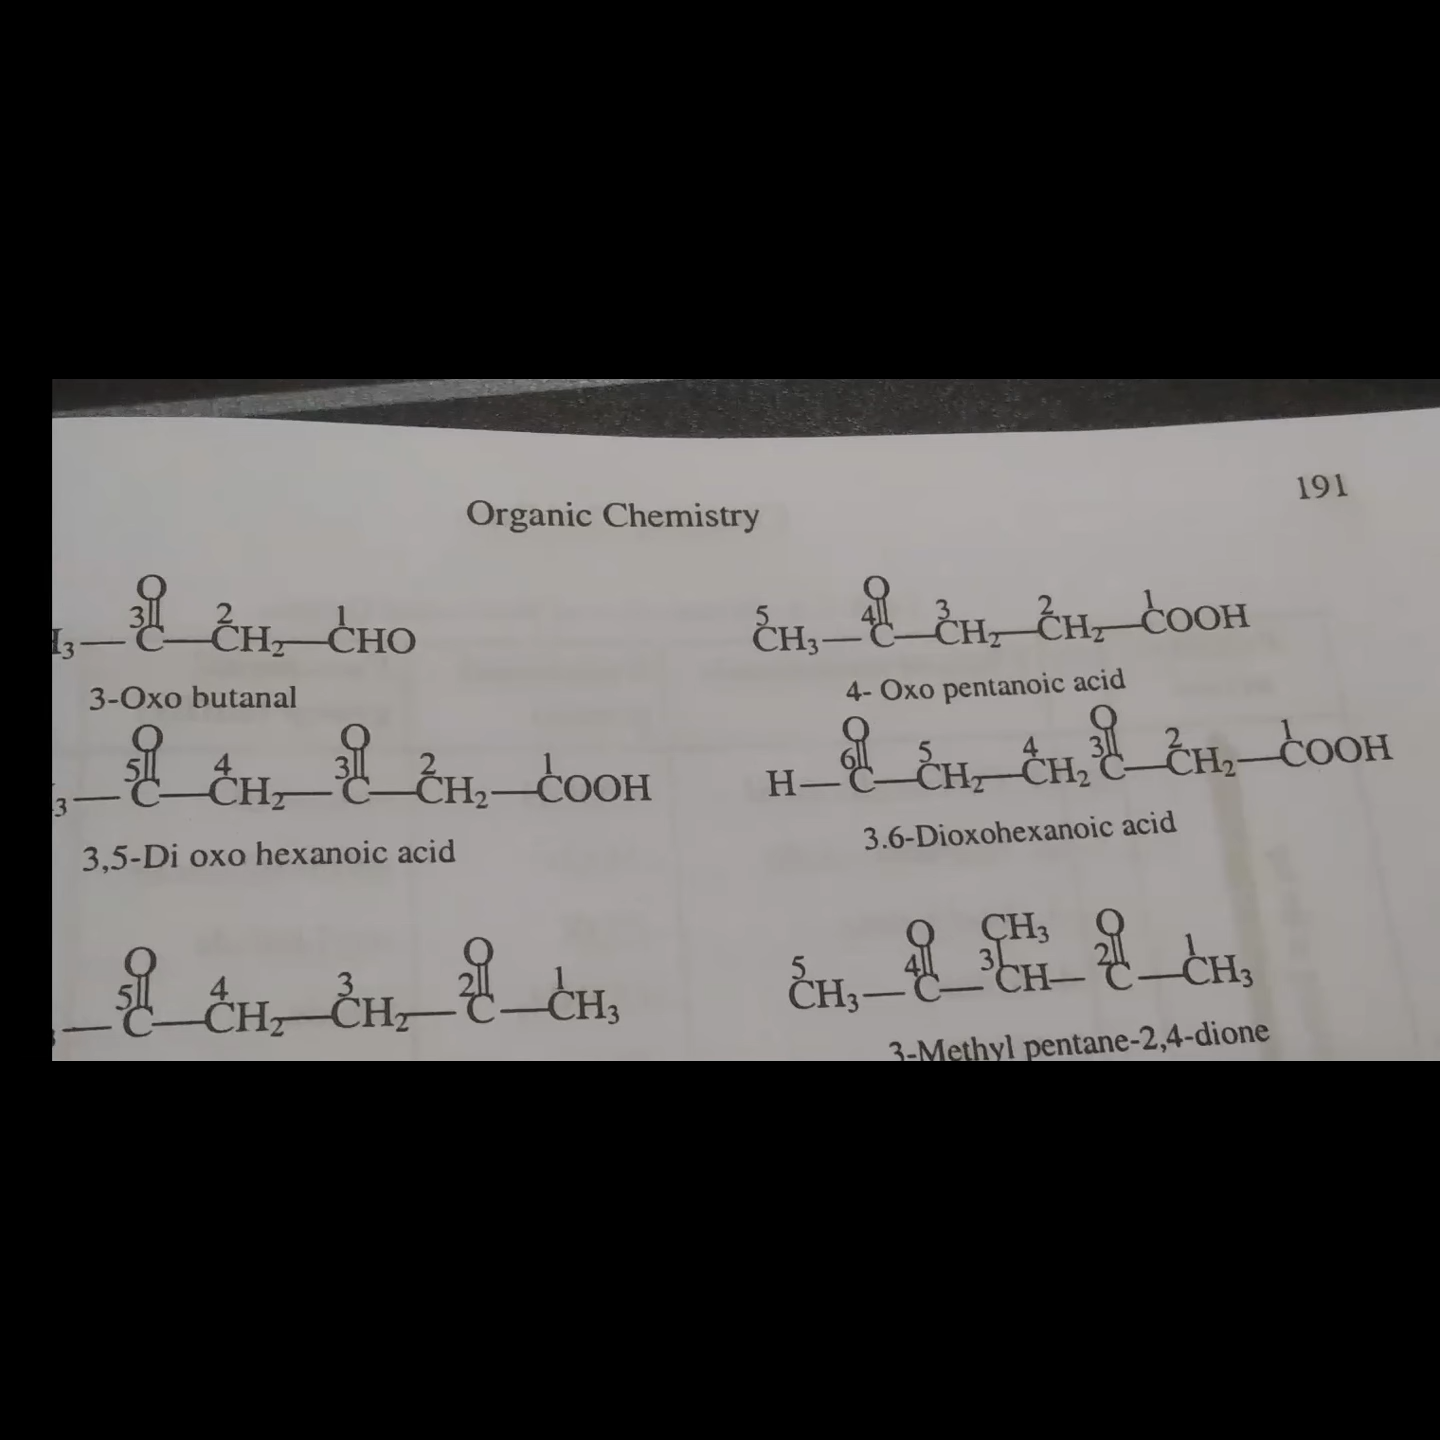 191
Organic Chemistry
O
3 2 1
3—C—CH₂—CHO
3-Oxo butanal
O
5 4 3 2 1
CH₃—C—CH₂—CH₂—COOH
4- Oxo pentanoic acid
O O
5 4 3 2 1
3—C—CH₂—C—CH₂—COOH
3,5-Di oxo hexanoic acid
O O
6 5 4 3 2 1
H—C—CH₂—CH₂ C—CH₂—COOH
3.6-Dioxohexanoic acid
O O
5 4 3 2 1
—C—CH₂—CH₂—C—CH₃
O CH₃ O
5 4 3 2 1
CH₃—C—CH—C—CH₃
3-Methyl pentane-2,4-dione